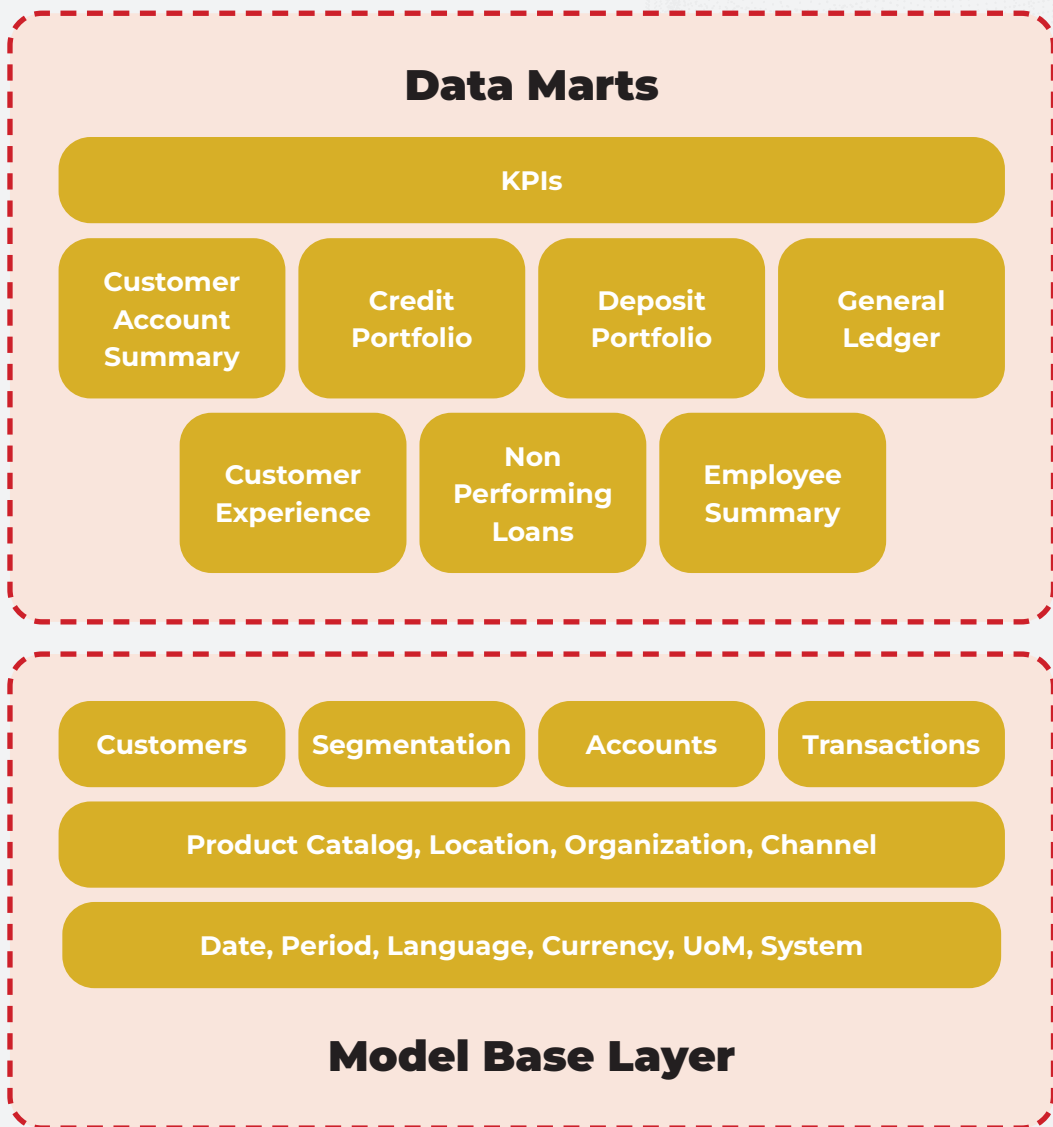 Data Marts
KPIs
Customer
Account
Summary
Credit
Portfolio
Deposit
Portfolio
General
Ledger
Customer
Experience
Non
Performing
Loans
Employee
Summary
Customers
Segmentation
Accounts
Transactions
Product Catalog, Location, Organization, Channel
Date, Period, Language, Currency, UoM, System
Model Base Layer